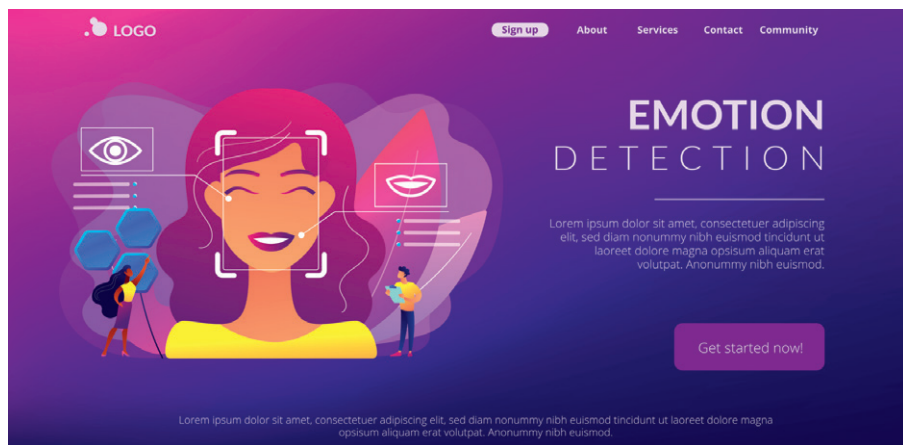 LOGO
Sign up About Services Contact Community
EMOTION
DETECTION
Lorem ipsum dolor sit amet, consectetuer adipiscing
elit, sed diam nonummy nibh euismod tincidunt ut
laoreet dolore magna opsisum aliquam erat
volutpat. Anonummy nibh euismod.
Get started now!
Lorem ipsum dolor sit amet, consectetuer adipiscing elit, sed diam nonummy nibh euismod tincidunt ut laoreet dolore magna
opsisum aliquam erat volutpat. Anonummy nibh euismod.